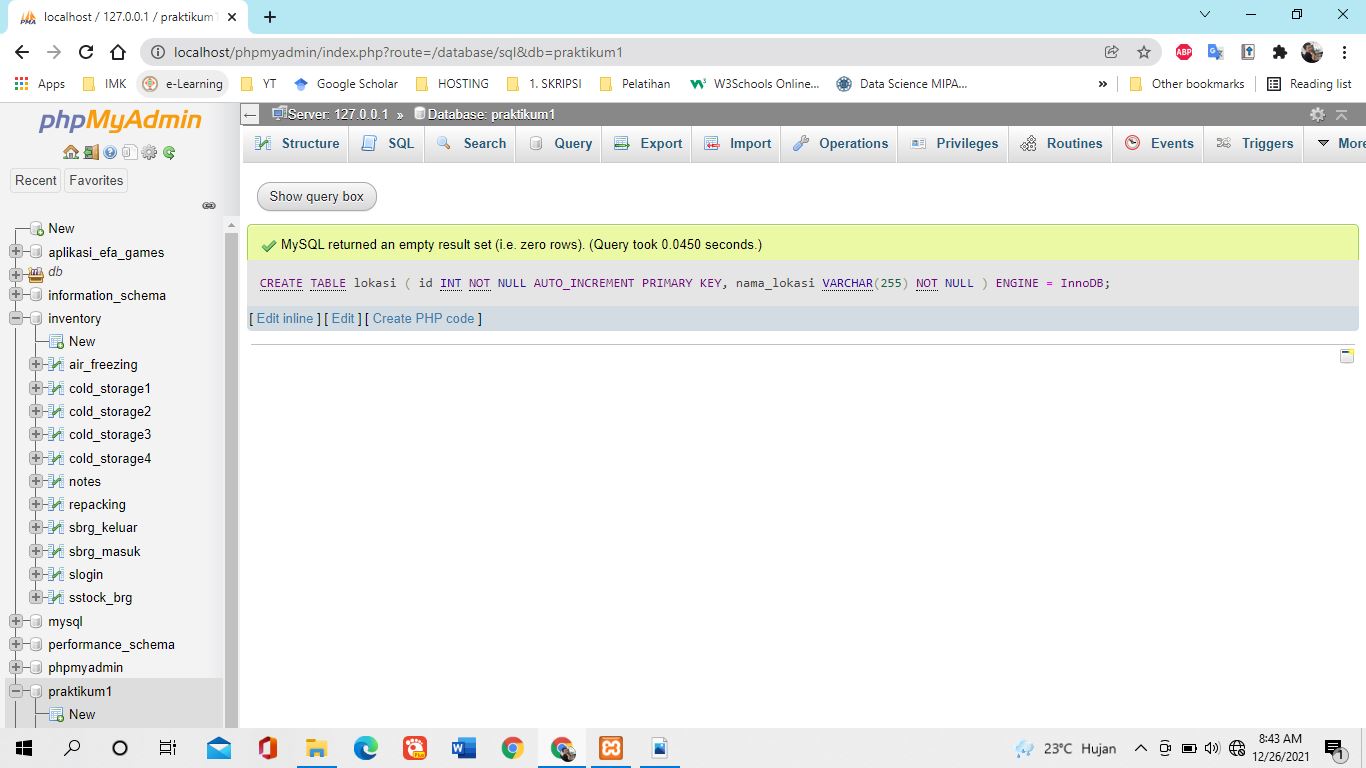 localhost / 127.0.0.1 / praktikum1
localhost/phpmyadmin/index.php?route=/database/sql&db=praktikum1
ABP
Apps IMK e-Learning YT Google Scholar HOSTING 1. SKRIPSI Pelatihan W3Schools Online... Data Science MIPA... » Other bookmarks Reading list
phpMyAdmin
Server: 127.0.0.1 » Database: praktikum1
Structure SQL Search Query Export Import Operations Privileges Routines Events Triggers More
Recent Favorites
Show query box
New
aplikasi_efa_games
db
information_schema
inventory
New
air_freezing
cold_storage1
cold_storage2
cold_storage3
cold_storage4
notes
repacking
sbrg_keluar
sbrg_masuk
slogin
sstock_brg
mysql
performance_schema
phpmyadmin
praktikum1
New
MySQL returned an empty result set (i.e. zero rows). (Query took 0.0450 seconds.)
CREATE TABLE lokasi ( id INT NOT NULL AUTO_INCREMENT PRIMARY KEY, nama_lokasi VARCHAR(255) NOT NULL ) ENGINE = InnoDB;
[ Edit inline ] [ Edit ] [ Create PHP code ]
23°C Hujan
8:43 AM
12/26/2021
1